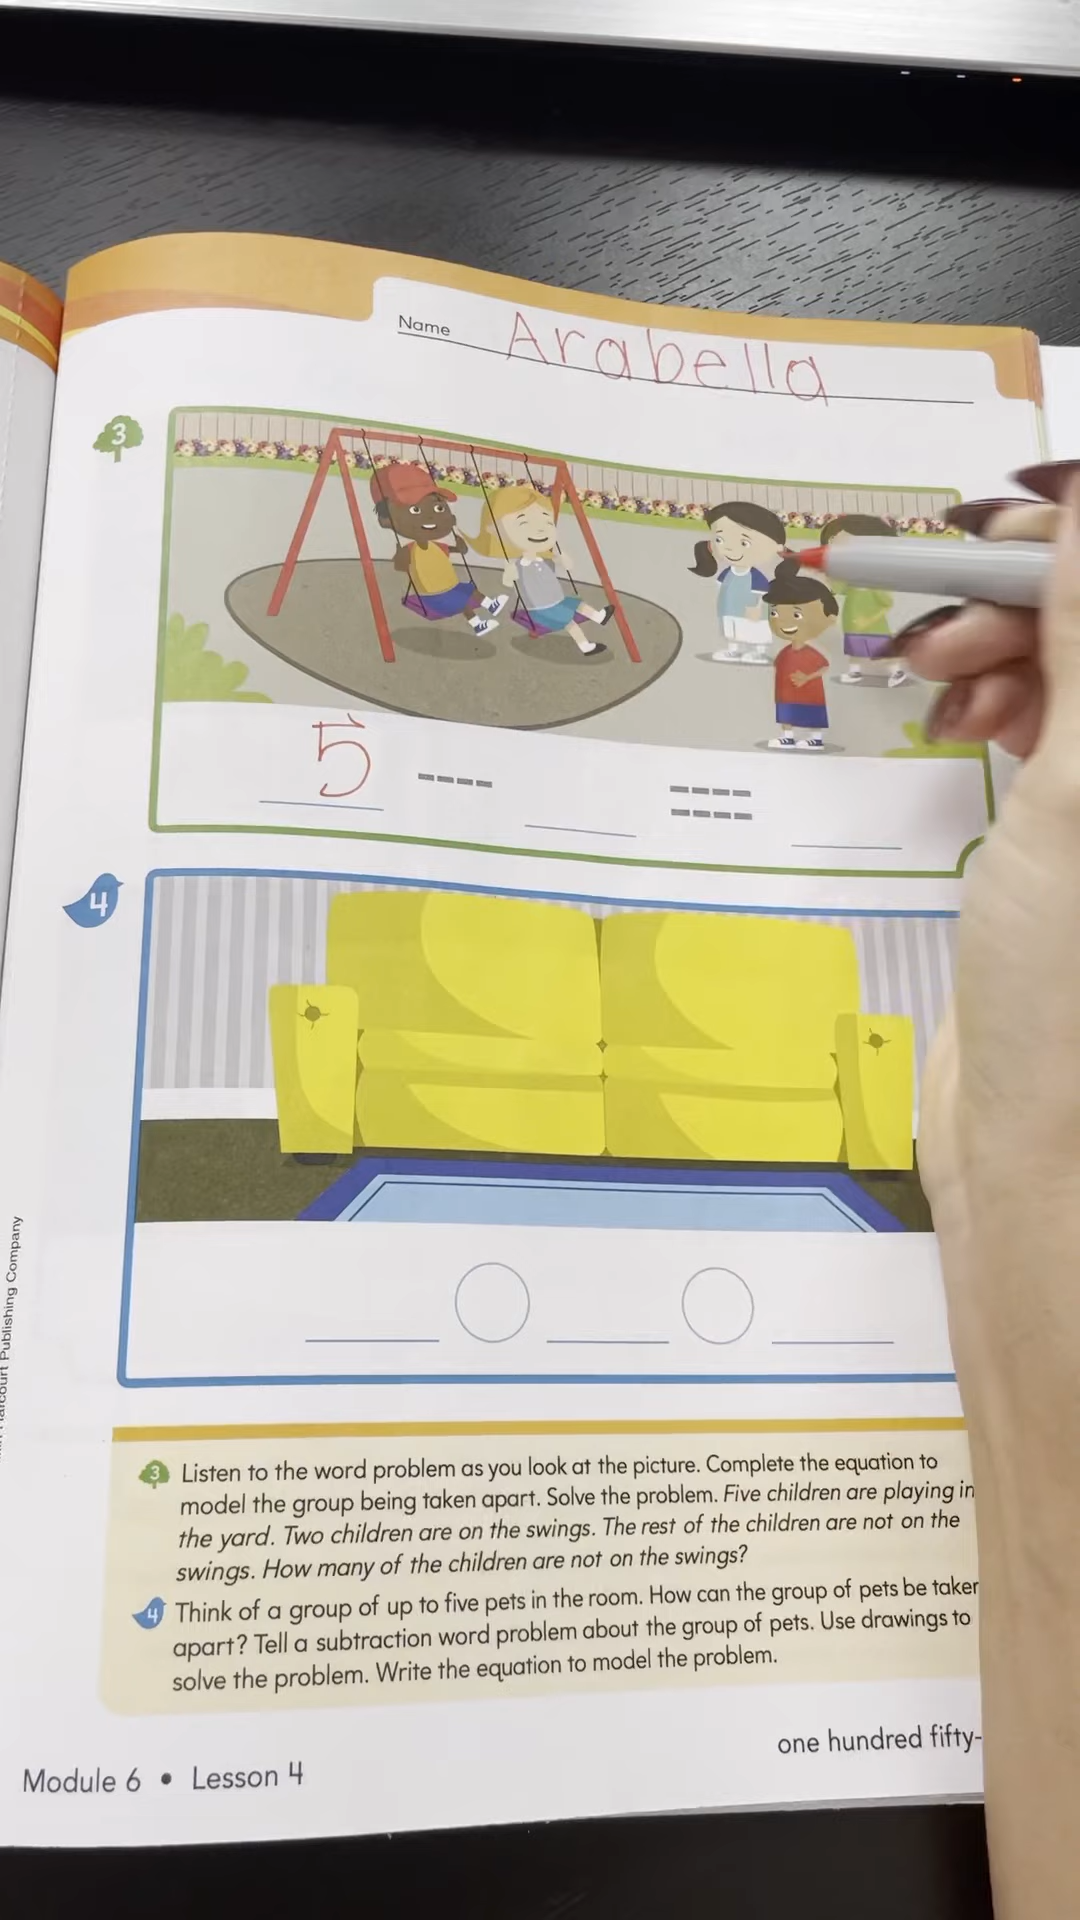 Name Arabella
3
5 - =
4
3 Listen to the word problem as you look at the picture. Complete the equation to
model the group being taken apart. Solve the problem. Five children are playing in
the yard. Two children are on the swings. The rest of the children are not on the
swings. How many of the children are not on the swings?
4 Think of a group of up to five pets in the room. How can the group of pets be taken
apart? Tell a subtraction word problem about the group of pets. Use drawings to
solve the problem. Write the equation to model the problem.
one hundred fifty-
Module 6 • Lesson 4
Harcourt Publishing Company